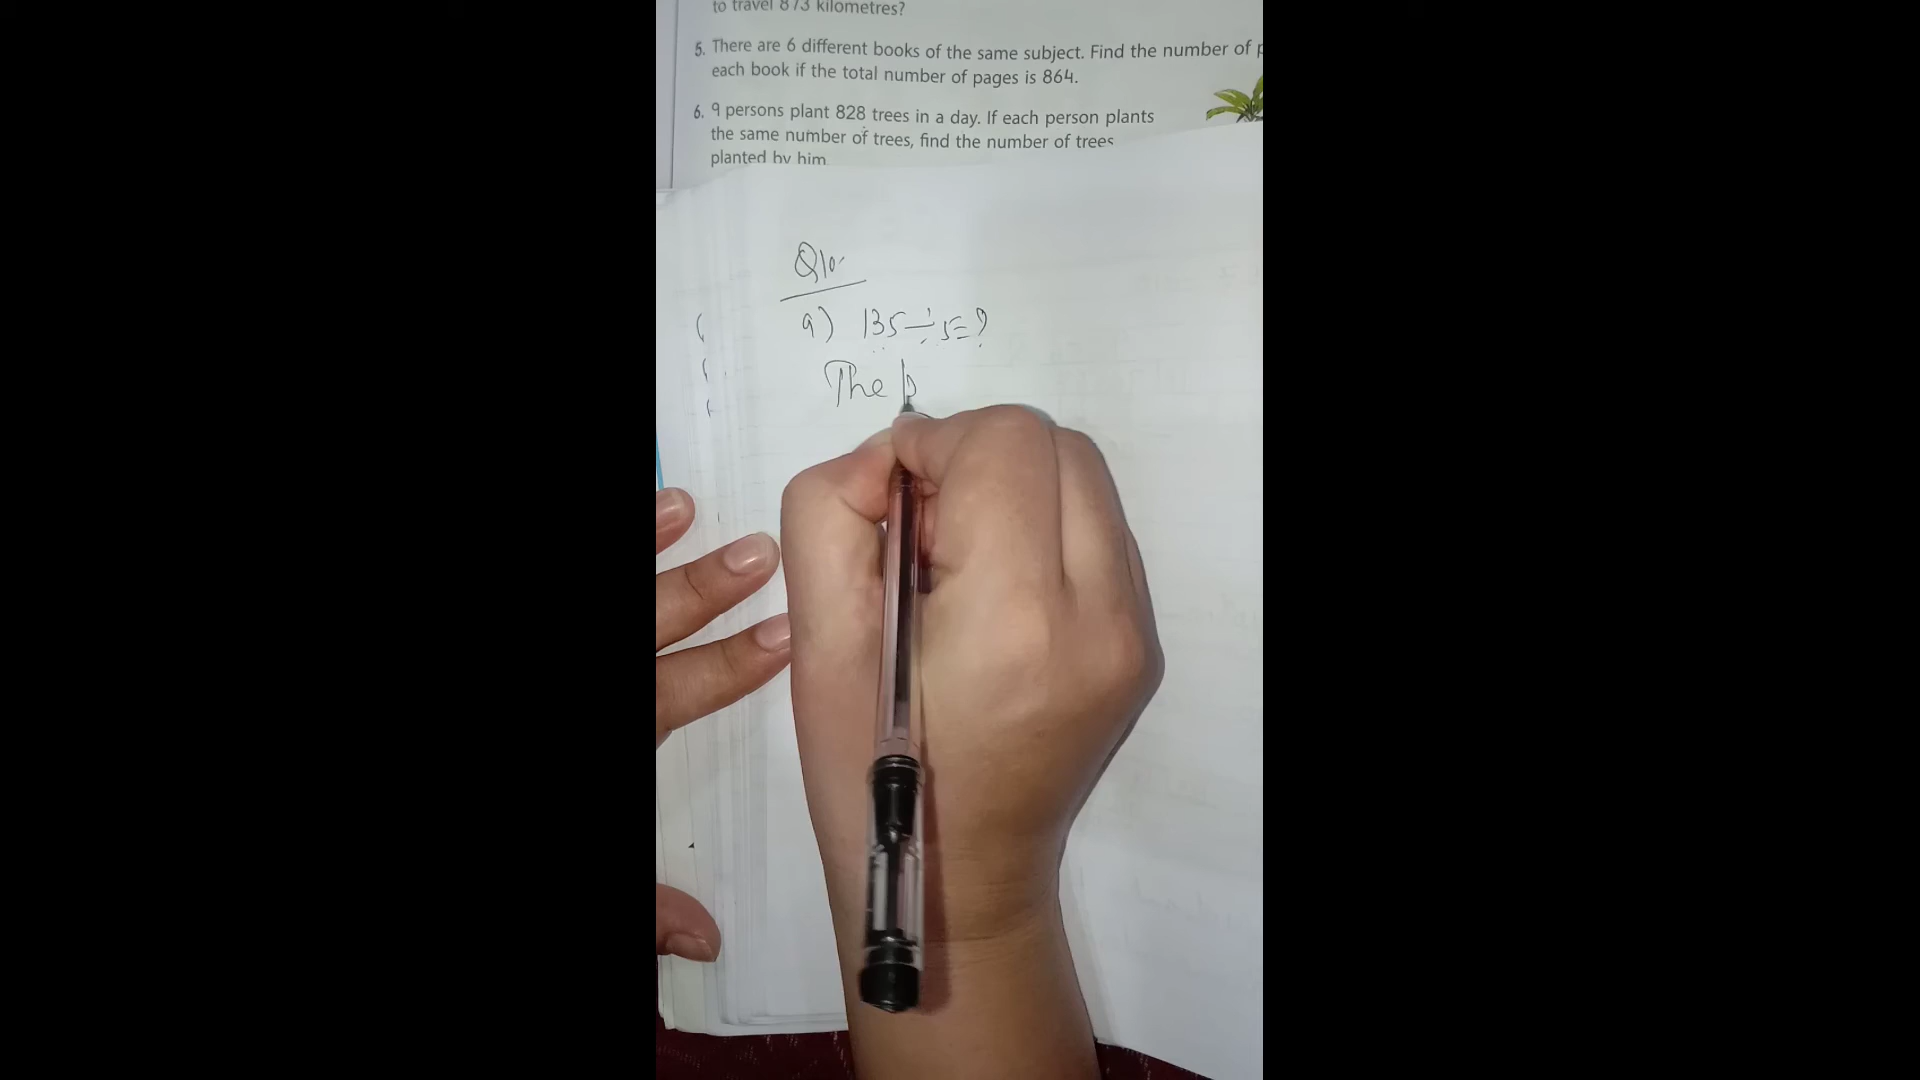 to travel 873 kilometres?
5. There are 6 different books of the same subject. Find the number of
each book if the total number of pages is 864.
6. 9 persons plant 828 trees in a day. If each person plants
the same number of trees, find the number of trees
planted by him
Q10.
a) 135 ÷ 5 = ?
The